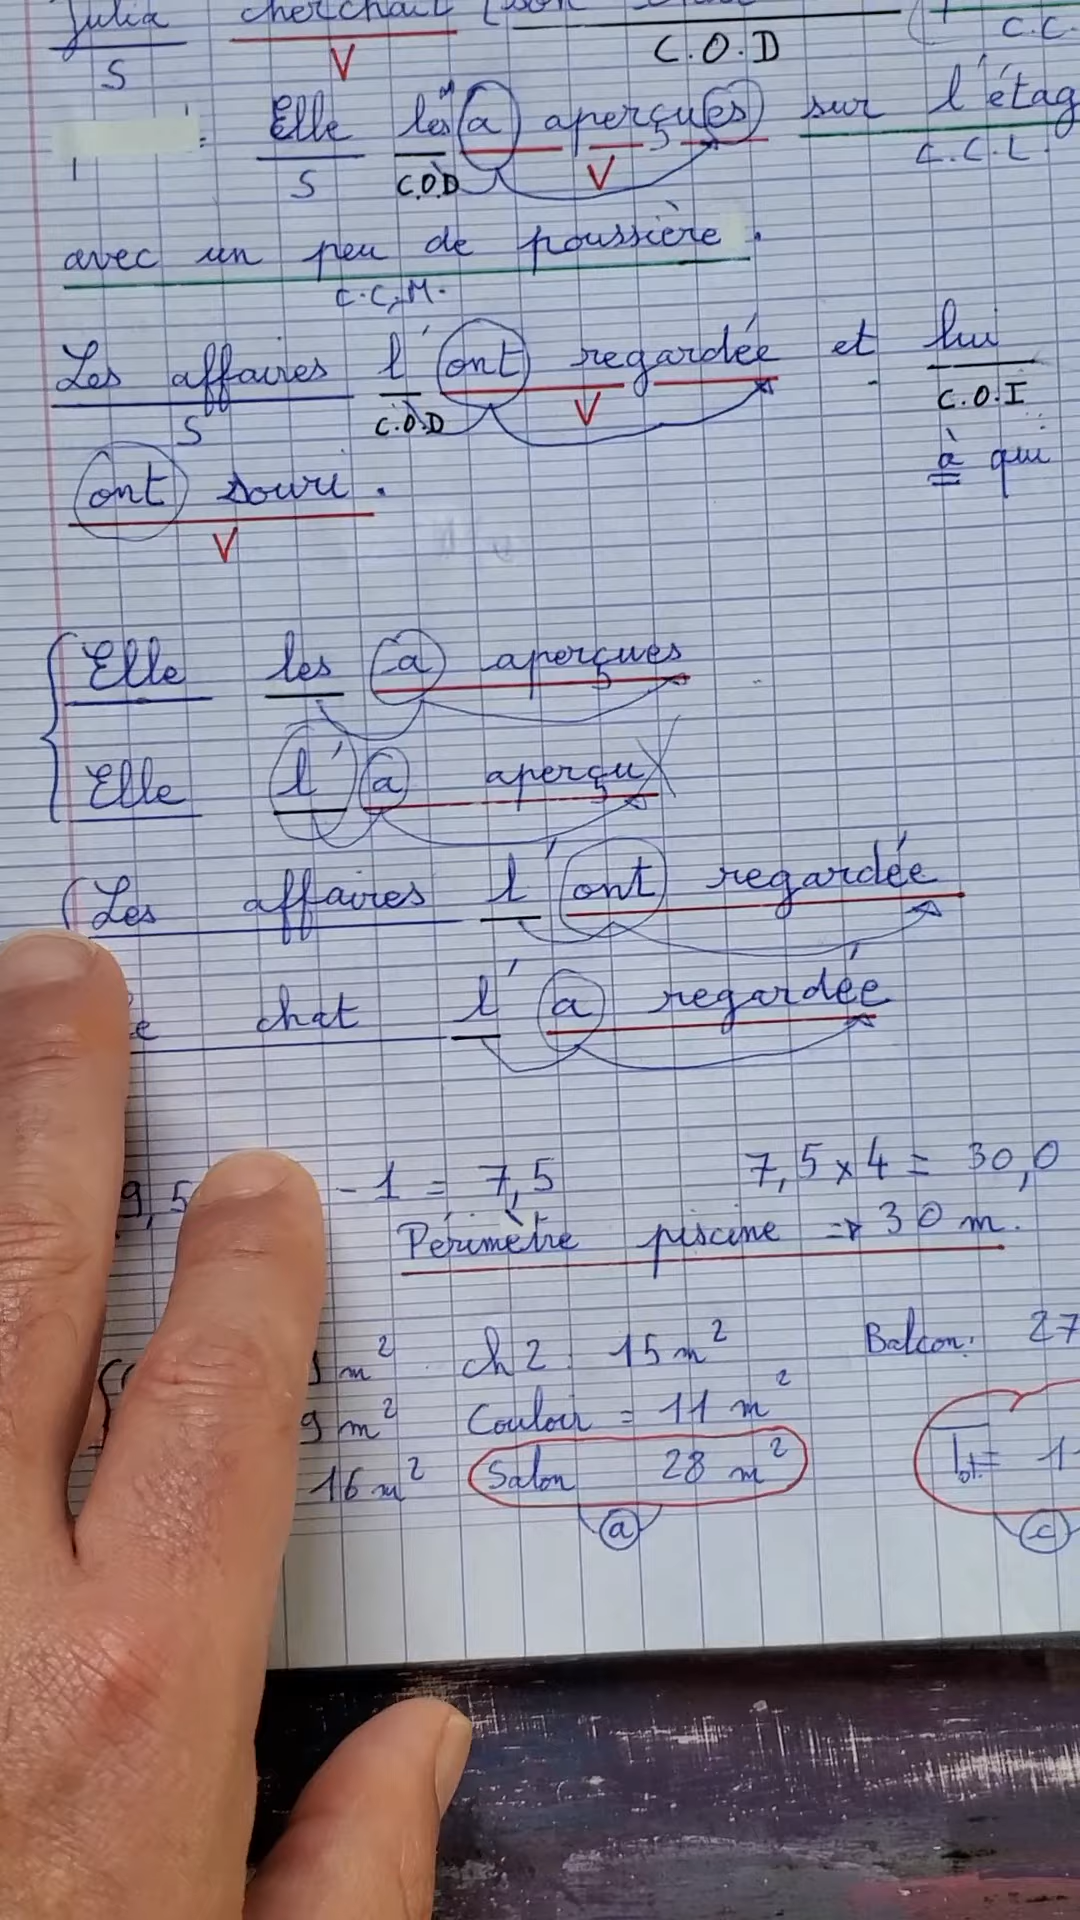 Julia cherchait
S V C.O.D C.C.
Elle les a aperçues sur l'étag
S C.O.D V C.C.L.
avec un peu de poussière.
C.C.M.
Les affaires l'ont regardée et lui
S C.O.D V C.O.I
à qui
ont souri.
V
Elle les a aperçues
Elle l'a aperçu
Les affaires l'ont regardée
chat l'a regardée
9,5 - 1 = 7,5 7,5 x 4 = 30,0
Périmètre piscine => 30 m.
m² ch 2 : 15 m² Balcon: 27
9 m² Couloir = 11 m²
16 m² Salon 28 m²
a c